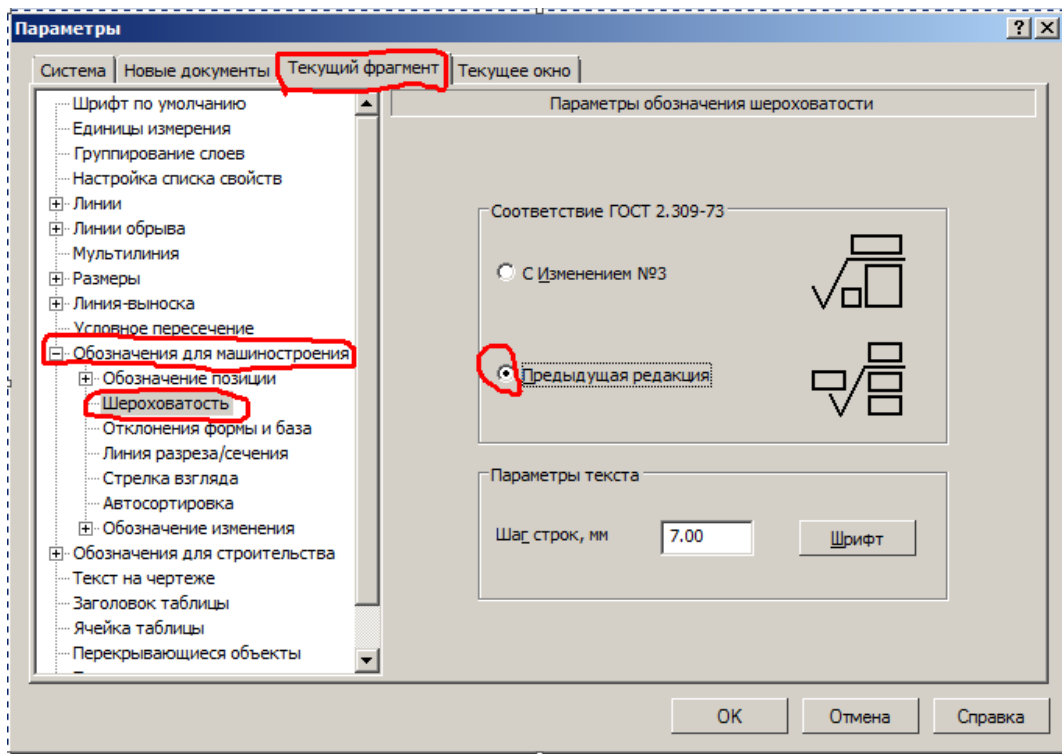 Параметры
Система Новые документы Текущий фрагмент Текущее окно
Шрифт по умолчанию
Единицы измерения
Группирование слоев
Настройка списка свойств
Линии
Линии обрыва
Мультилиния
Размеры
Линия-выноска
Условное пересечение
Обозначения для машиностроения
Обозначение позиции
Шероховатость
Отклонения формы и база
Линия разреза/сечения
Стрелка взгляда
Автосортировка
Обозначение изменения
Обозначения для строительства
Текст на чертеже
Заголовок таблицы
Ячейка таблицы
Перекрывающиеся объекты
Параметры обозначения шероховатости
Соответствие ГОСТ 2.309-73
С Изменением №3
Предыдущая редакция
Параметры текста
Шаг строк, мм 7.00 Шрифт
OK Отмена Справка